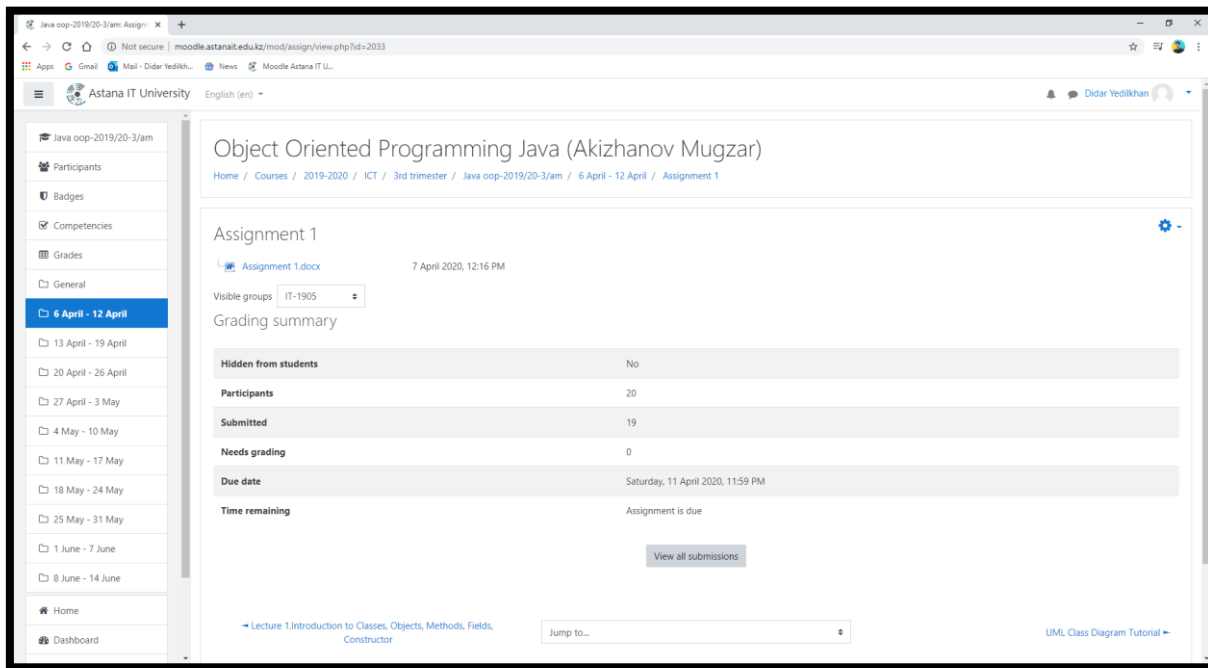 Java oop-2019/20-3/am: Assignm
Not secure | moodle.astanait.edu.kz/mod/assign/view.php?id=2033
Apps Gmail Mail - Didar Yedilkh... News Moodle Astana IT U...
Astana IT University English (en)
Didar Yedilkhan
Java oop-2019/20-3/am
Participants
Badges
Competencies
Grades
General
6 April - 12 April
13 April - 19 April
20 April - 26 April
27 April - 3 May
4 May - 10 May
11 May - 17 May
18 May - 24 May
25 May - 31 May
1 June - 7 June
8 June - 14 June
Home
Dashboard
Object Oriented Programming Java (Akizhanov Mugzar)
Home / Courses / 2019-2020 / ICT / 3rd trimester / Java oop-2019/20-3/am / 6 April - 12 April / Assignment 1
Assignment 1
Assignment 1.docx 7 April 2020, 12:16 PM
Visible groups IT-1905
Grading summary
Hidden from students No
Participants 20
Submitted 19
Needs grading 0
Due date Saturday, 11 April 2020, 11:59 PM
Time remaining Assignment is due
View all submissions
◄ Lecture 1.Introduction to Classes, Objects, Methods, Fields,
Constructor
Jump to...
UML Class Diagram Tutorial ►